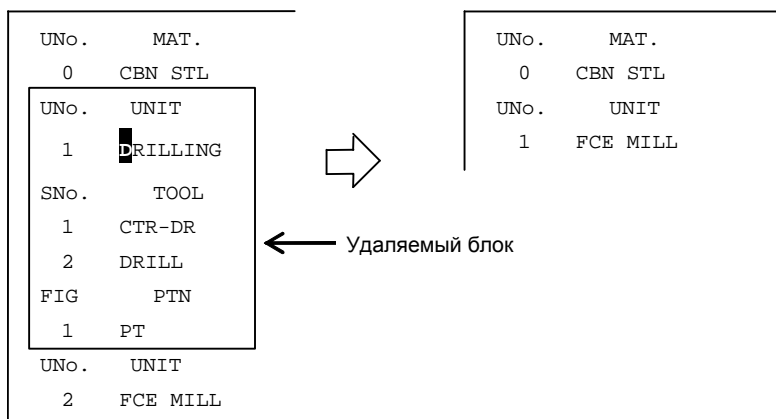 UNo. MAT.
0 CBN STL
UNo. UNIT
1 DRILLING
SNo. TOOL
1 CTR-DR
2 DRILL
FIG PTN
1 PT
UNo. UNIT
2 FCE MILL
Удаляемый блок
UNo. MAT.
0 CBN STL
UNo. UNIT
1 FCE MILL